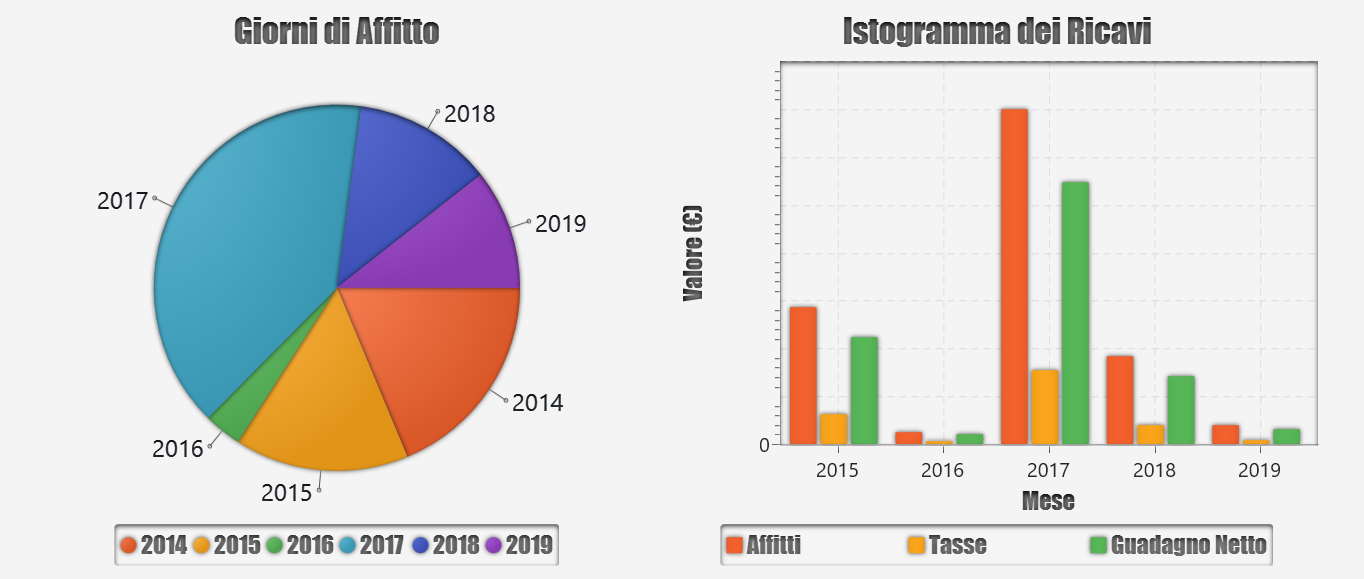 Giorni di Affitto
2018
2017
2019
2014
2016
2015
2014 2015 2016 2017 2018 2019
Istogramma dei Ricavi
Valore (€)
0
2015 2016 2017 2018 2019
Mese
Affitti Tasse Guadagno Netto